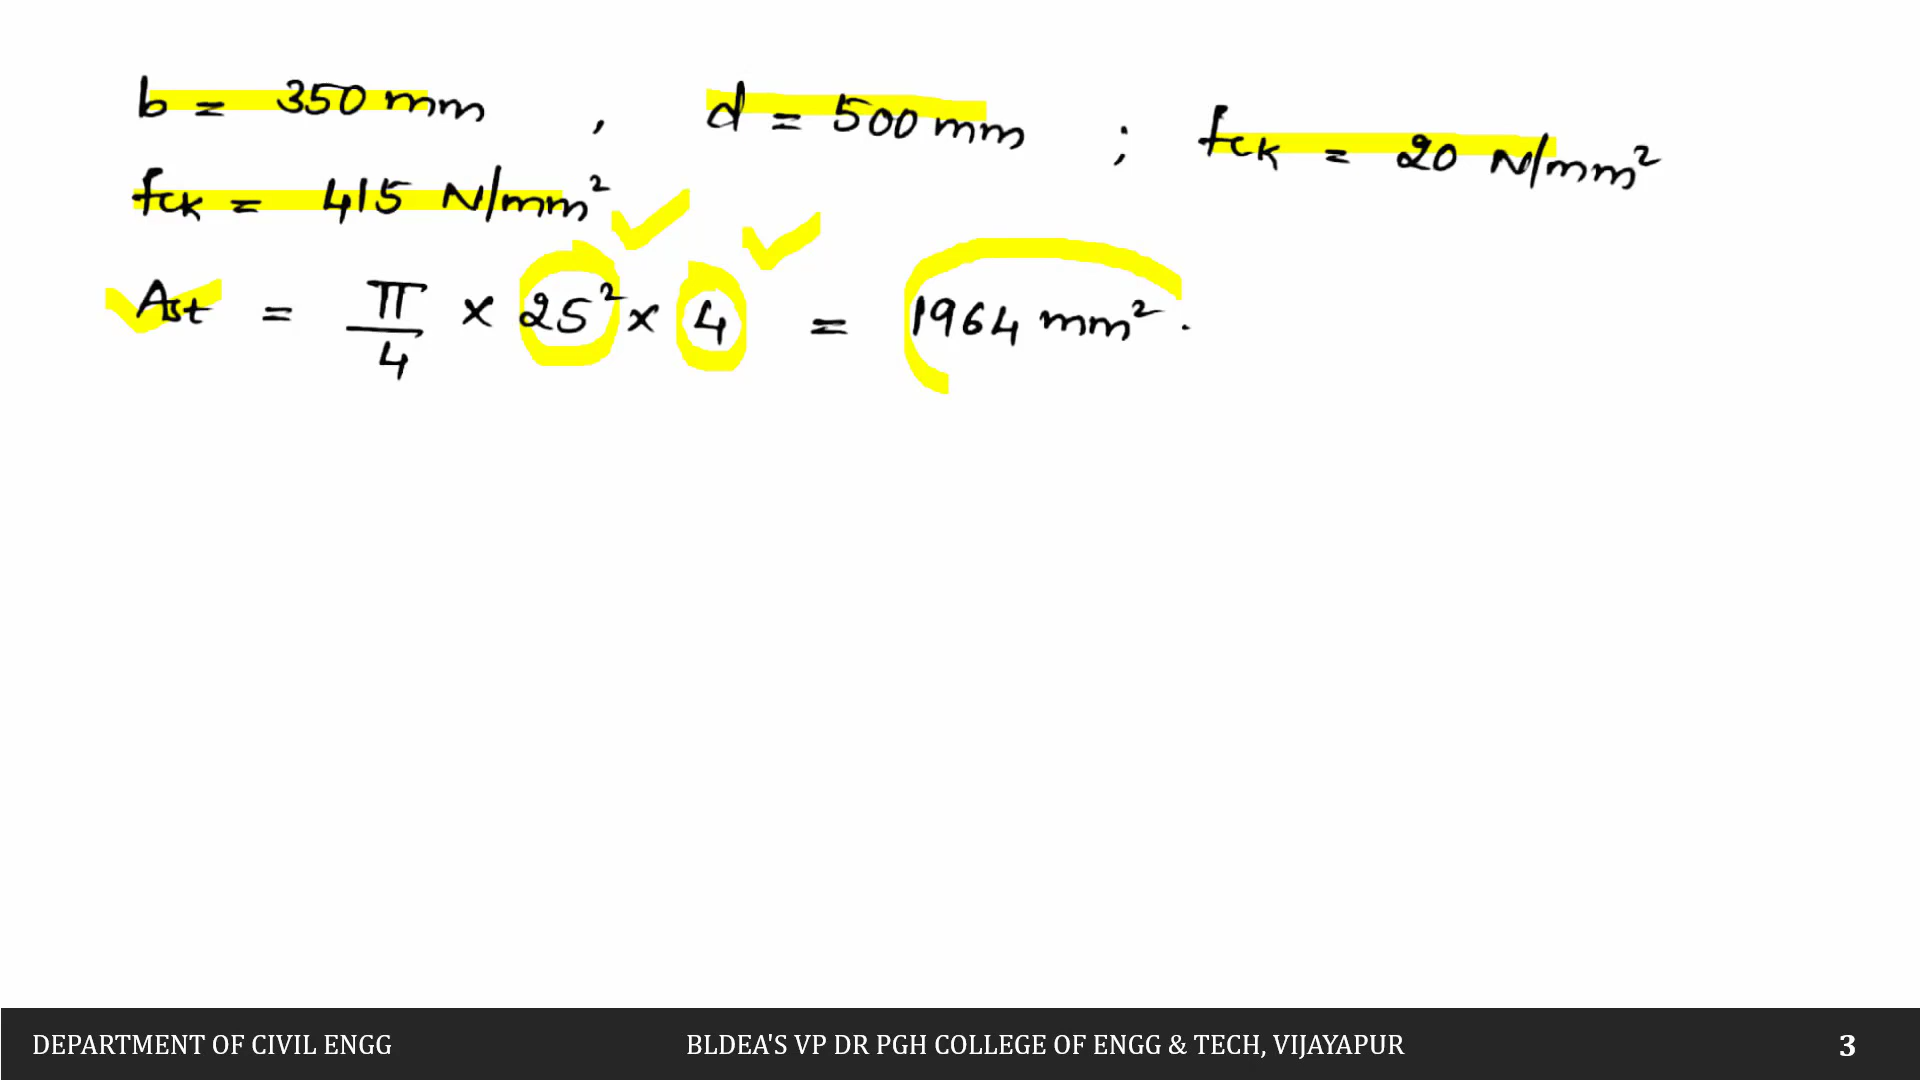 b = 350 mm , d = 500 mm ; fck = 20 N/mm²
fck = 415 N/mm²
Ast = π/4 × 25² × 4 = 1964 mm².
DEPARTMENT OF CIVIL ENGG BLDEA'S VP DR PGH COLLEGE OF ENGG & TECH, VIJAYAPUR 3